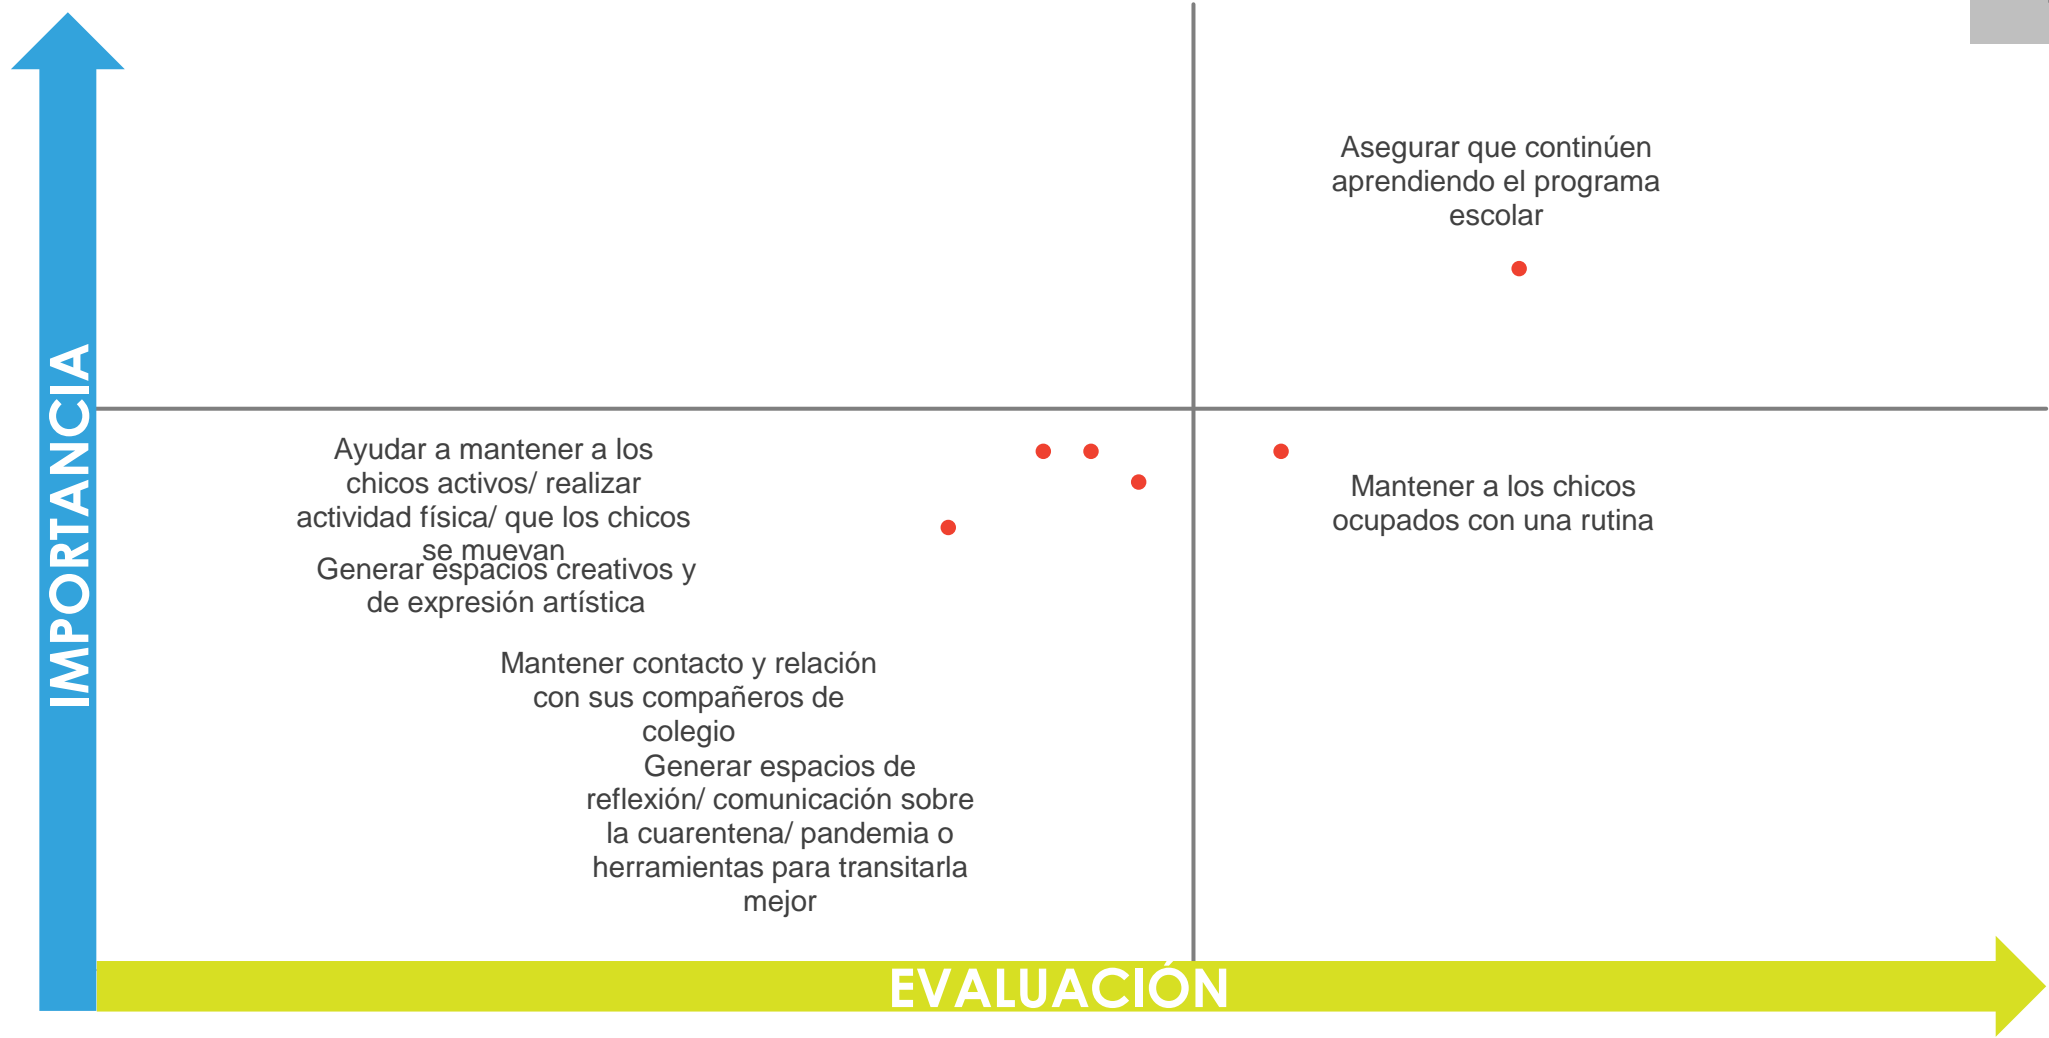 IMPORTANCIA
Asegurar que continúen
aprendiendo el programa
escolar
Ayudar a mantener a los
chicos activos/ realizar
actividad física/ que los chicos
se muevan
Generar espacios creativos y
de expresión artística
Mantener a los chicos
ocupados con una rutina
Mantener contacto y relación
con sus compañeros de
colegio
Generar espacios de
reflexión/ comunicación sobre
la cuarentena/ pandemia o
herramientas para transitarla
mejor
EVALUACIÓN